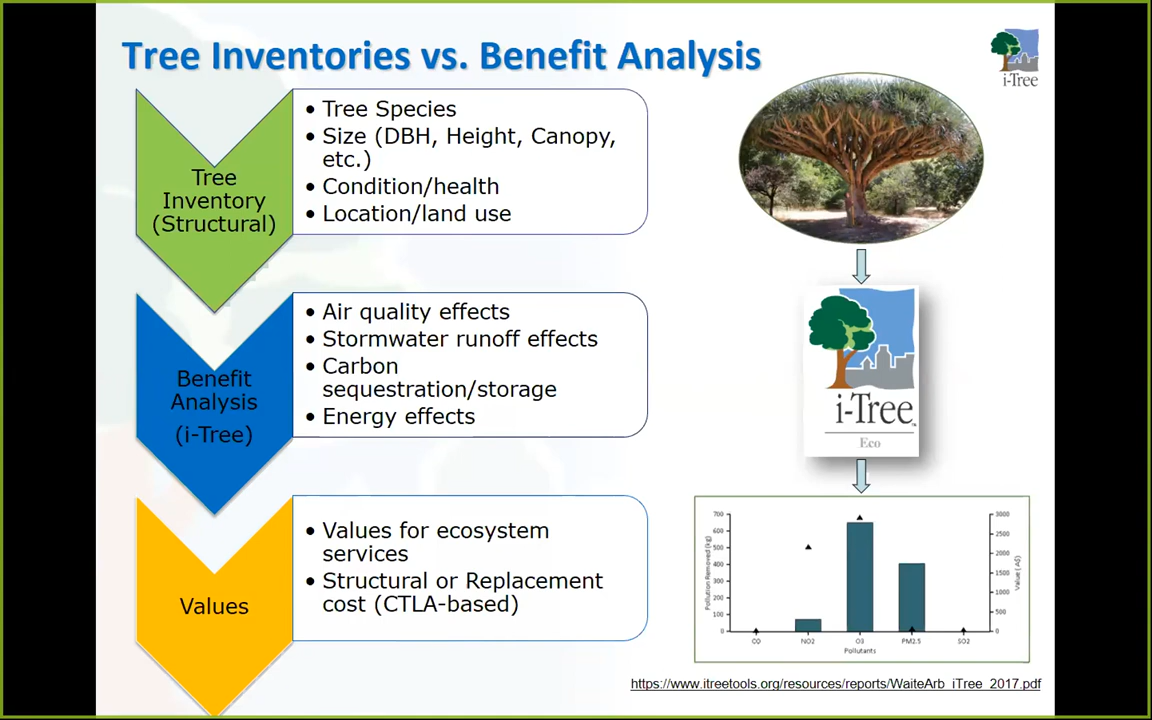 Tree Inventories vs. Benefit Analysis
i-Tree
Tree
Inventory
(Structural)
• Tree Species
• Size (DBH, Height, Canopy,
etc.)
• Condition/health
• Location/land use
Benefit
Analysis
(i-Tree)
• Air quality effects
• Stormwater runoff effects
• Carbon
sequestration/storage
• Energy effects
Values
• Values for ecosystem
services
• Structural or Replacement
cost (CTLA-based)
i-Tree™
Eco
Pollution Removed (kg)
700
600
500
400
300
200
100
0
3000
2500
2000
1500
1000
500
0
Value (A$)
CO NO2 O3 PM2.5 SO2
Pollutants
https://www.itreetools.org/resources/reports/WaiteArb_iTree_2017.pdf